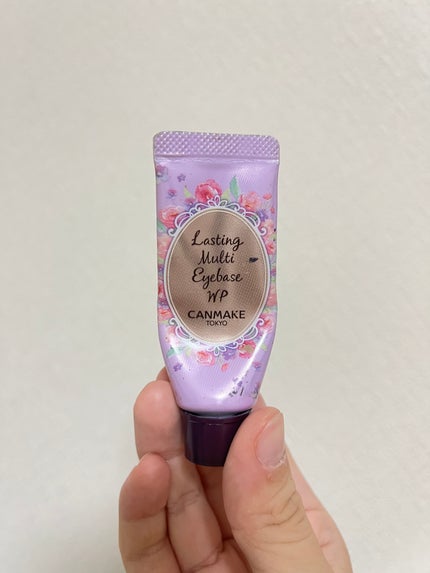 Lasting
Multi
Eyebase
WP
CANMAKE
TOKYO